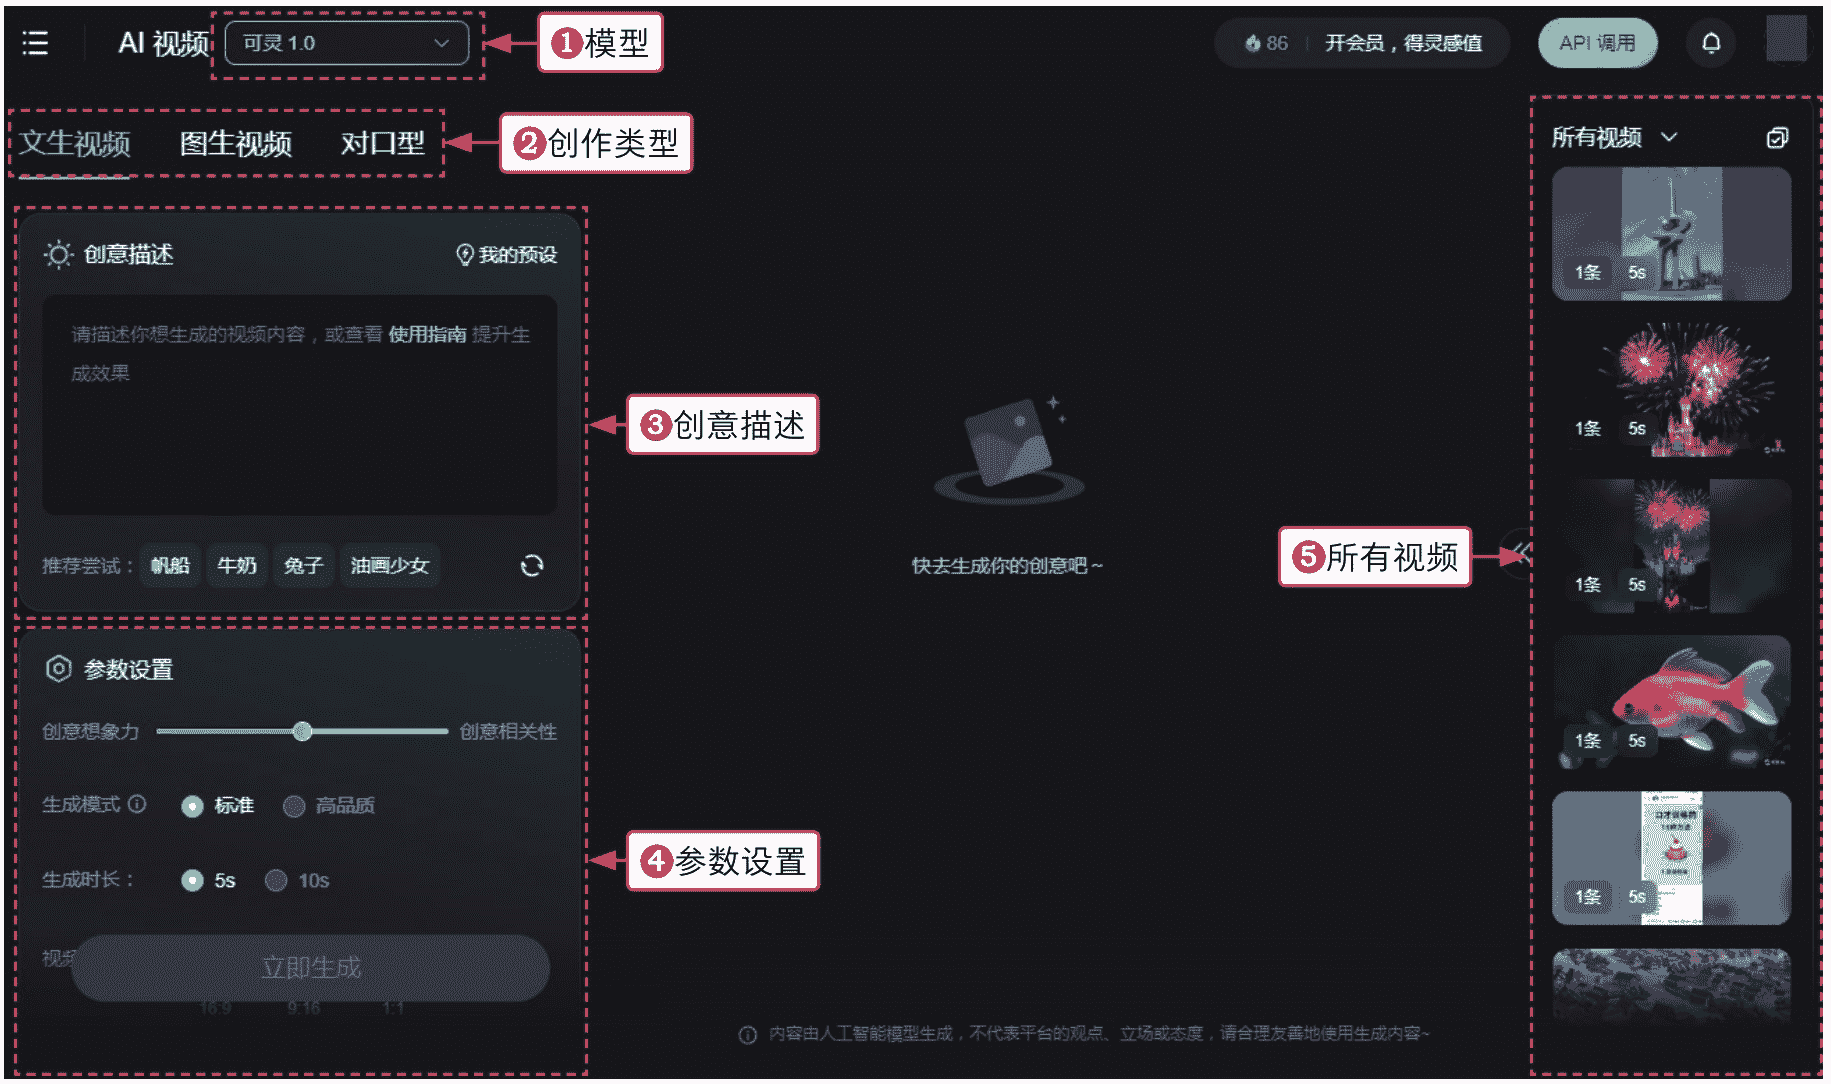 AI 视频
可灵 1.0
❶模型
86
开会员，得灵感值
API 调用
文生视频
图生视频
对口型
❷创作类型
所有视频
创意描述
我的预设
请描述你想生成的视频内容，或查看 使用指南 提升生
成效果
❸创意描述
推荐尝试：
帆船
牛奶
兔子
油画少女
快去生成你的创意吧~
❺所有视频
1条 5s
1条 5s
1条 5s
1条 5s
1条 5s
参数设置
创意想象力
创意相关性
生成模式
标准
高品质
❹参数设置
生成时长：
5s
10s
视频
立即生成
16:9
9:16
1:1
内容由人工智能模型生成，不代表平台的观点、立场或态度，请合理友善地使用生成内容~